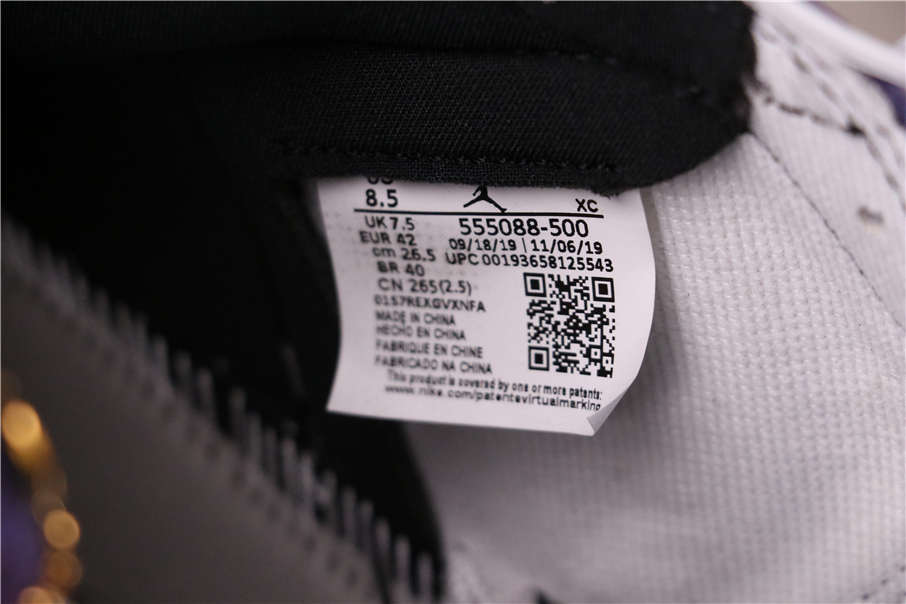 8.5 XC
UK 7.5 555088-500
EUR 42 09/18/19 | 11/06/19
cm 26.5 UPC 00193658125543
BR 40
CN 265(2.5)
01S7REXGVXNFA
MADE IN CHINA
HECHO EN CHINA
FABRIQUE EN CHINE
FABRICADO NA CHINA
This product is covered by one or more patents:
www.nike.com/patentsvirtualmarking